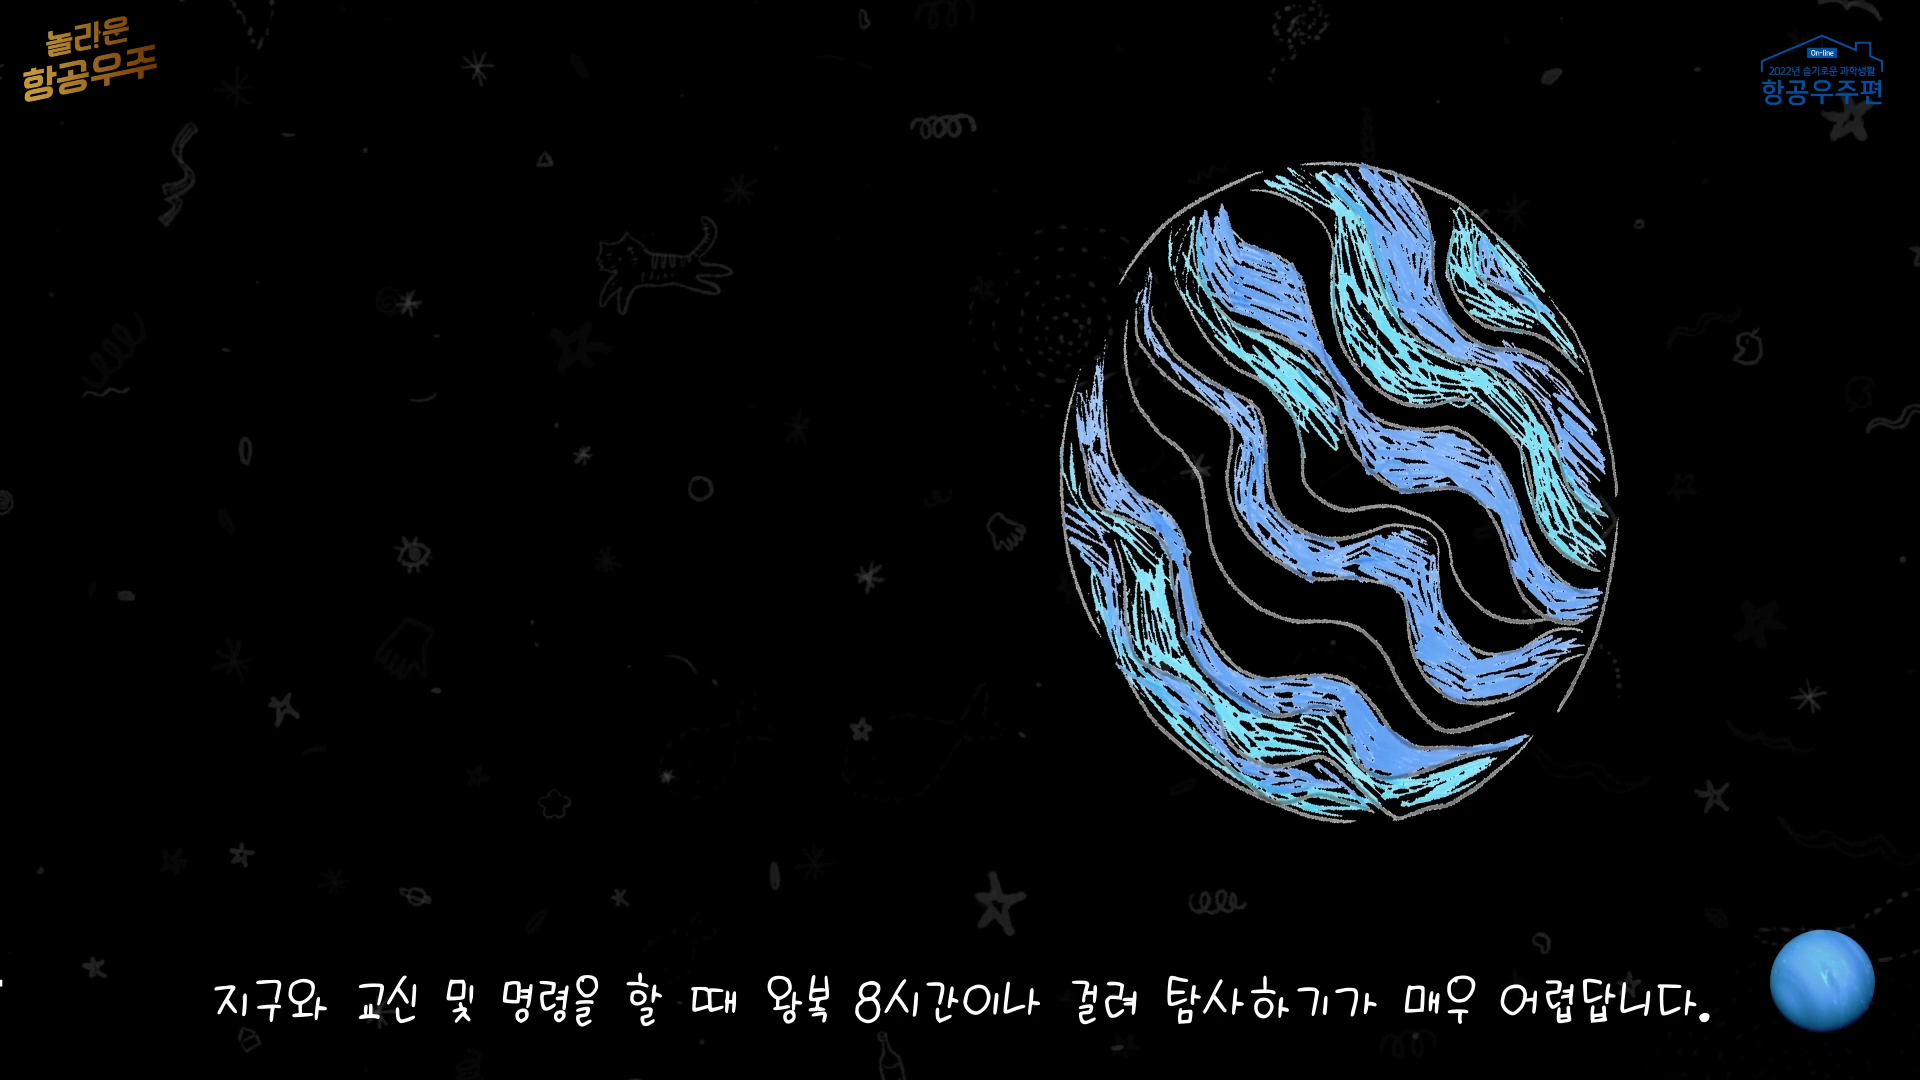 놀라운
항공우주
On-line
2022년 슬기로운 과학생활
항공우주편
지구와 교신 및 명령을 할 때 왕복 8시간이나 걸려 탐사하기가 매우 어렵답니다.